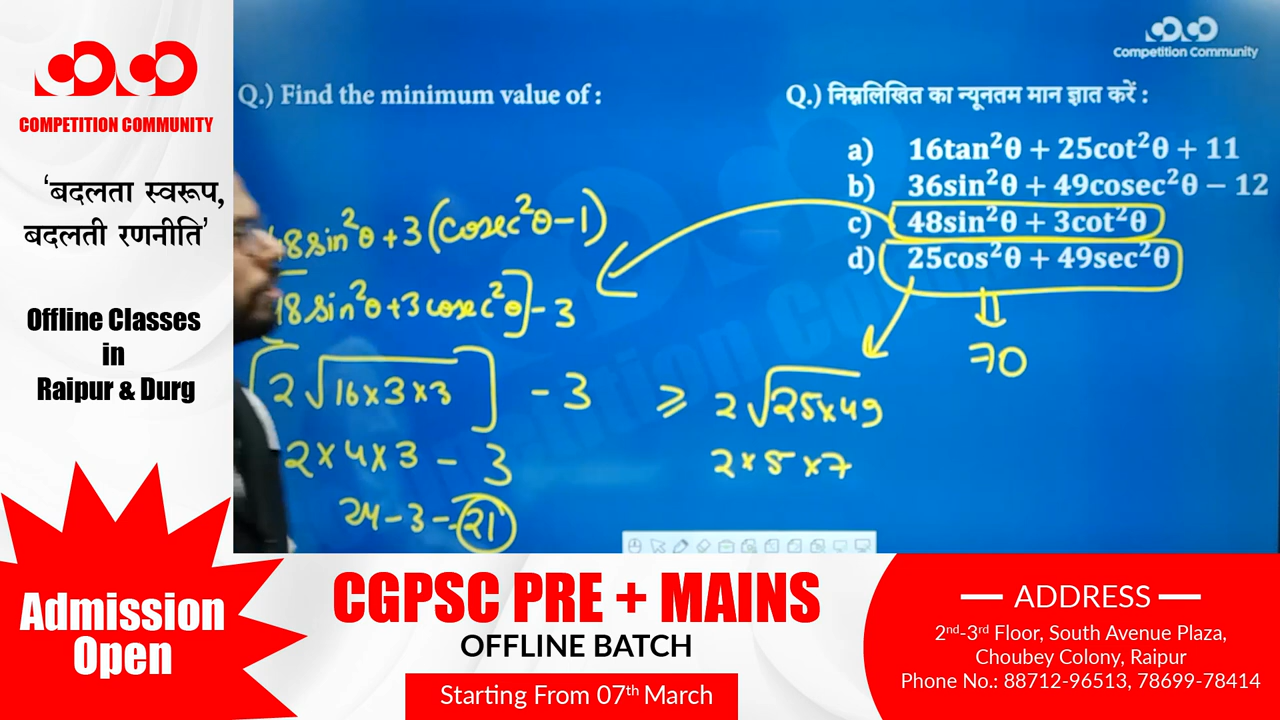 COMPETITION COMMUNITY
‘बदलता स्वरूप,
बदलती रणनीति’
Offline Classes
in
Raipur & Durg
Admission
Open
Competition Community
Q.) Find the minimum value of :
Q.) निम्नलिखित का न्यूनतम मान ज्ञात करें :
a) 16tan²θ + 25cot²θ + 11
b) 36sin²θ + 49cosec²θ − 12
c) 48sin²θ + 3cot²θ
d) 25cos²θ + 49sec²θ
8sin²θ + 3(cosec²θ-1)
48sin²θ+3cosec²θ] - 3
[2√16×3×3] - 3
2×4×3 - 3
24-3-21
70
≥ 2√25×49
2×5×7
CGPSC PRE + MAINS
OFFLINE BATCH
Starting From 07th March
ADDRESS
2nd-3rd Floor, South Avenue Plaza,
Choubey Colony, Raipur
Phone No.: 88712-96513, 78699-78414